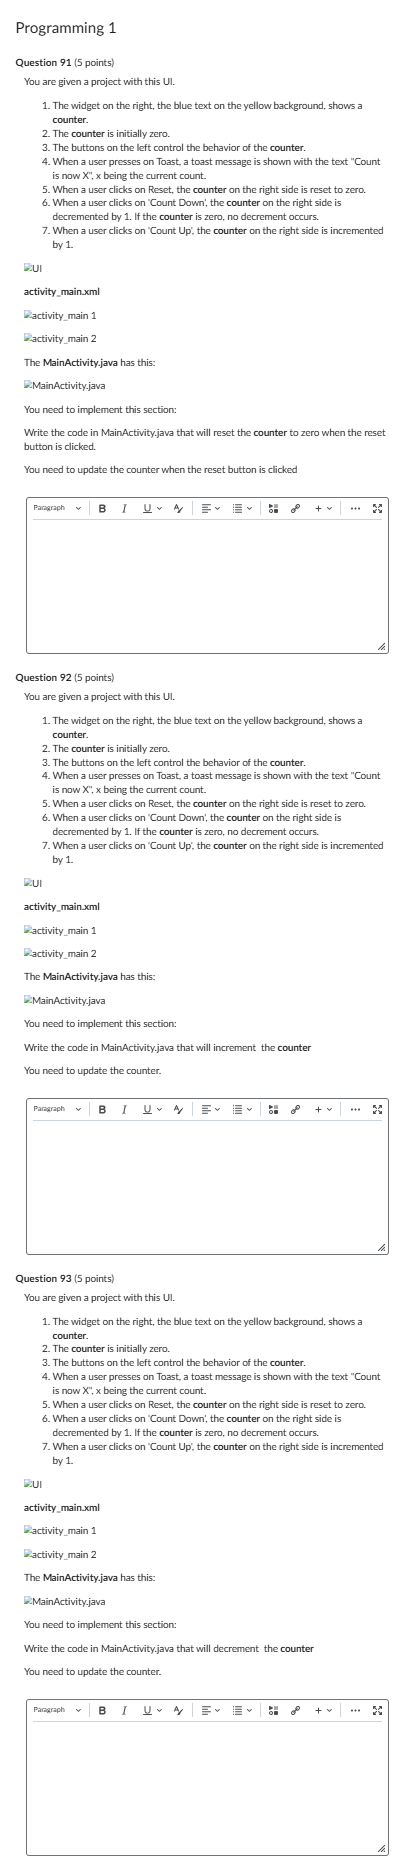 Programming 1
Question 91 (5 points)
You are given a project with this UI.
1. The widget on the right, the blue text on the yellow background, shows a
counter.
2. The counter is initially zero.
3. The buttons on the left control the behavior of the counter.
4. When a user presses on Toast, a toast message is shown with the text "Count
is now X", x being the current count.
5. When a user clicks on Reset, the counter on the right side is reset to zero.
6. When a user clicks on 'Count Down', the counter on the right side is
decremented by 1. If the counter is zero, no decrement occurs.
7. When a user clicks on 'Count Up', the counter on the right side is incremented
by 1.
UI
activity_main.xml
activity_main 1
activity_main 2
The MainActivity.java has this:
MainActivity.java
You need to implement this section:
Write the code in MainActivity.java that will reset the counter to zero when the reset
button is clicked.
You need to update the counter when the reset button is clicked
Paragraph B I U A
Question 92 (5 points)
You are given a project with this UI.
1. The widget on the right, the blue text on the yellow background, shows a
counter.
2. The counter is initially zero.
3. The buttons on the left control the behavior of the counter.
4. When a user presses on Toast, a toast message is shown with the text "Count
is now X", x being the current count.
5. When a user clicks on Reset, the counter on the right side is reset to zero.
6. When a user clicks on 'Count Down', the counter on the right side is
decremented by 1. If the counter is zero, no decrement occurs.
7. When a user clicks on 'Count Up', the counter on the right side is incremented
by 1.
UI
activity_main.xml
activity_main 1
activity_main 2
The MainActivity.java has this:
MainActivity.java
You need to implement this section:
Write the code in MainActivity.java that will increment the counter
You need to update the counter.
Paragraph B I U A
Question 93 (5 points)
You are given a project with this UI.
1. The widget on the right, the blue text on the yellow background, shows a
counter.
2. The counter is initially zero.
3. The buttons on the left control the behavior of the counter.
4. When a user presses on Toast, a toast message is shown with the text "Count
is now X", x being the current count.
5. When a user clicks on Reset, the counter on the right side is reset to zero.
6. When a user clicks on 'Count Down', the counter on the right side is
decremented by 1. If the counter is zero, no decrement occurs.
7. When a user clicks on 'Count Up', the counter on the right side is incremented
by 1.
UI
activity_main.xml
activity_main 1
activity_main 2
The MainActivity.java has this:
MainActivity.java
You need to implement this section:
Write the code in MainActivity.java that will decrement the counter
You need to update the counter.
Paragraph B I U A